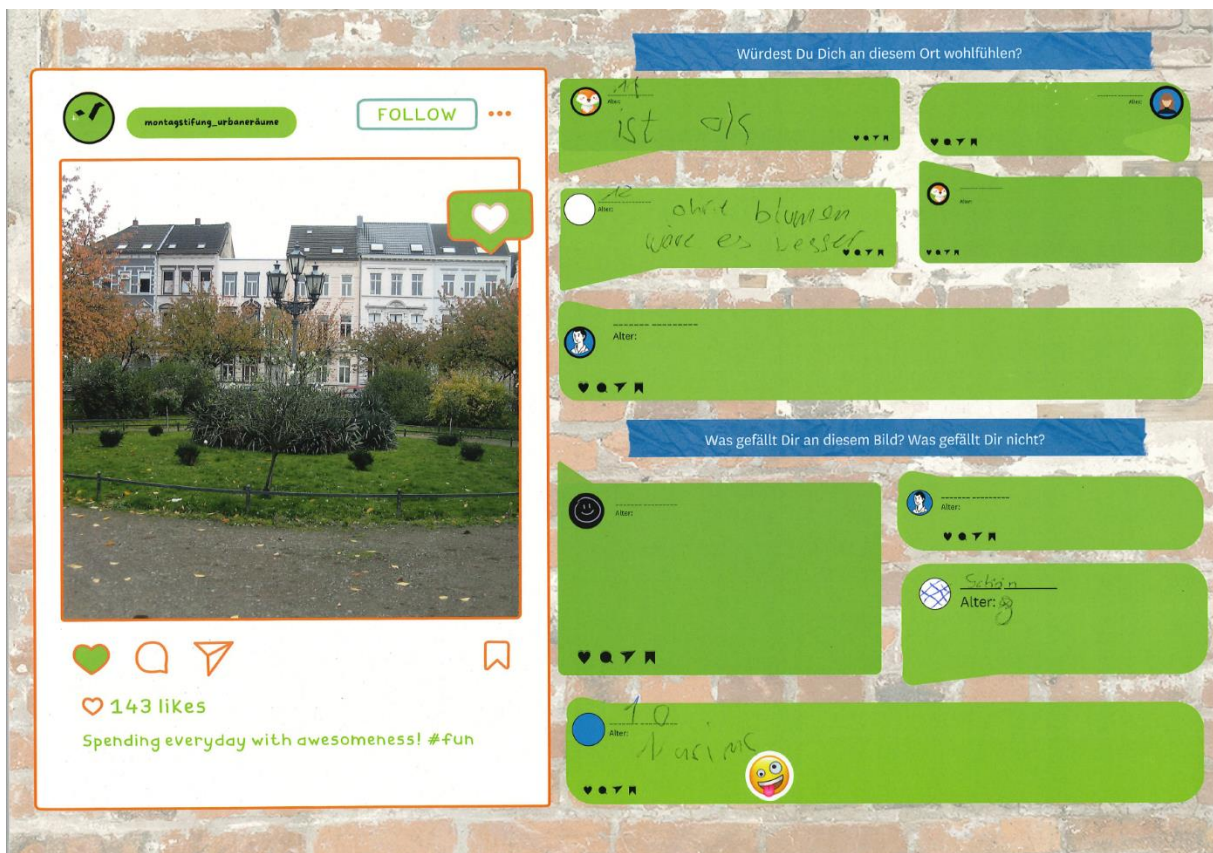 montagstiftung_urbaneräume
FOLLOW
143 likes
Spending everyday with awesomeness! #fun
Würdest Du Dich an diesem Ort wohlfühlen?
11
Alter:
ist ok
Alter:
12
Alter:
ohne blumen
wäre es besser
Alter:
Alter:
Was gefällt Dir an diesem Bild? Was gefällt Dir nicht?
Alter:
Alter:
Schön
Alter:
10
Alter: